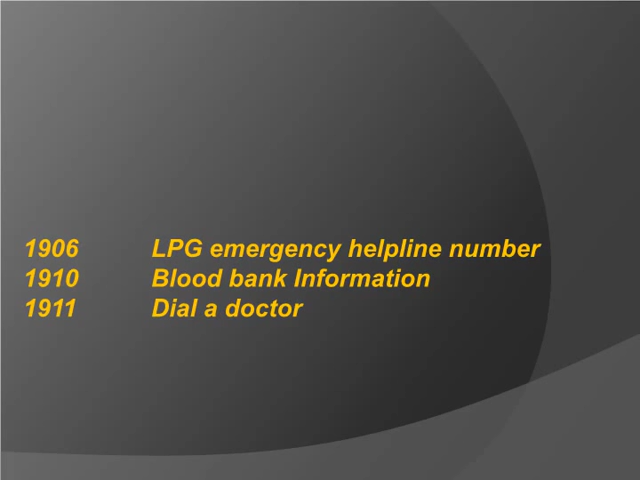 1906 LPG emergency helpline number
1910 Blood bank Information
1911 Dial a doctor